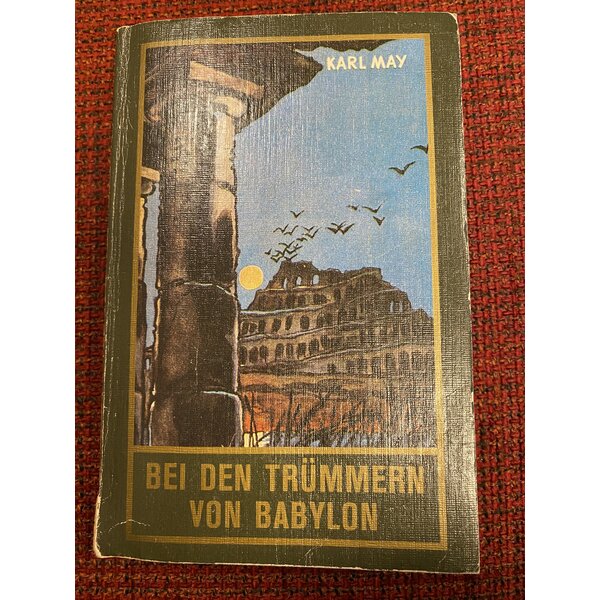 KARL MAY
BEI DEN TRÜMMERN
VON BABYLON